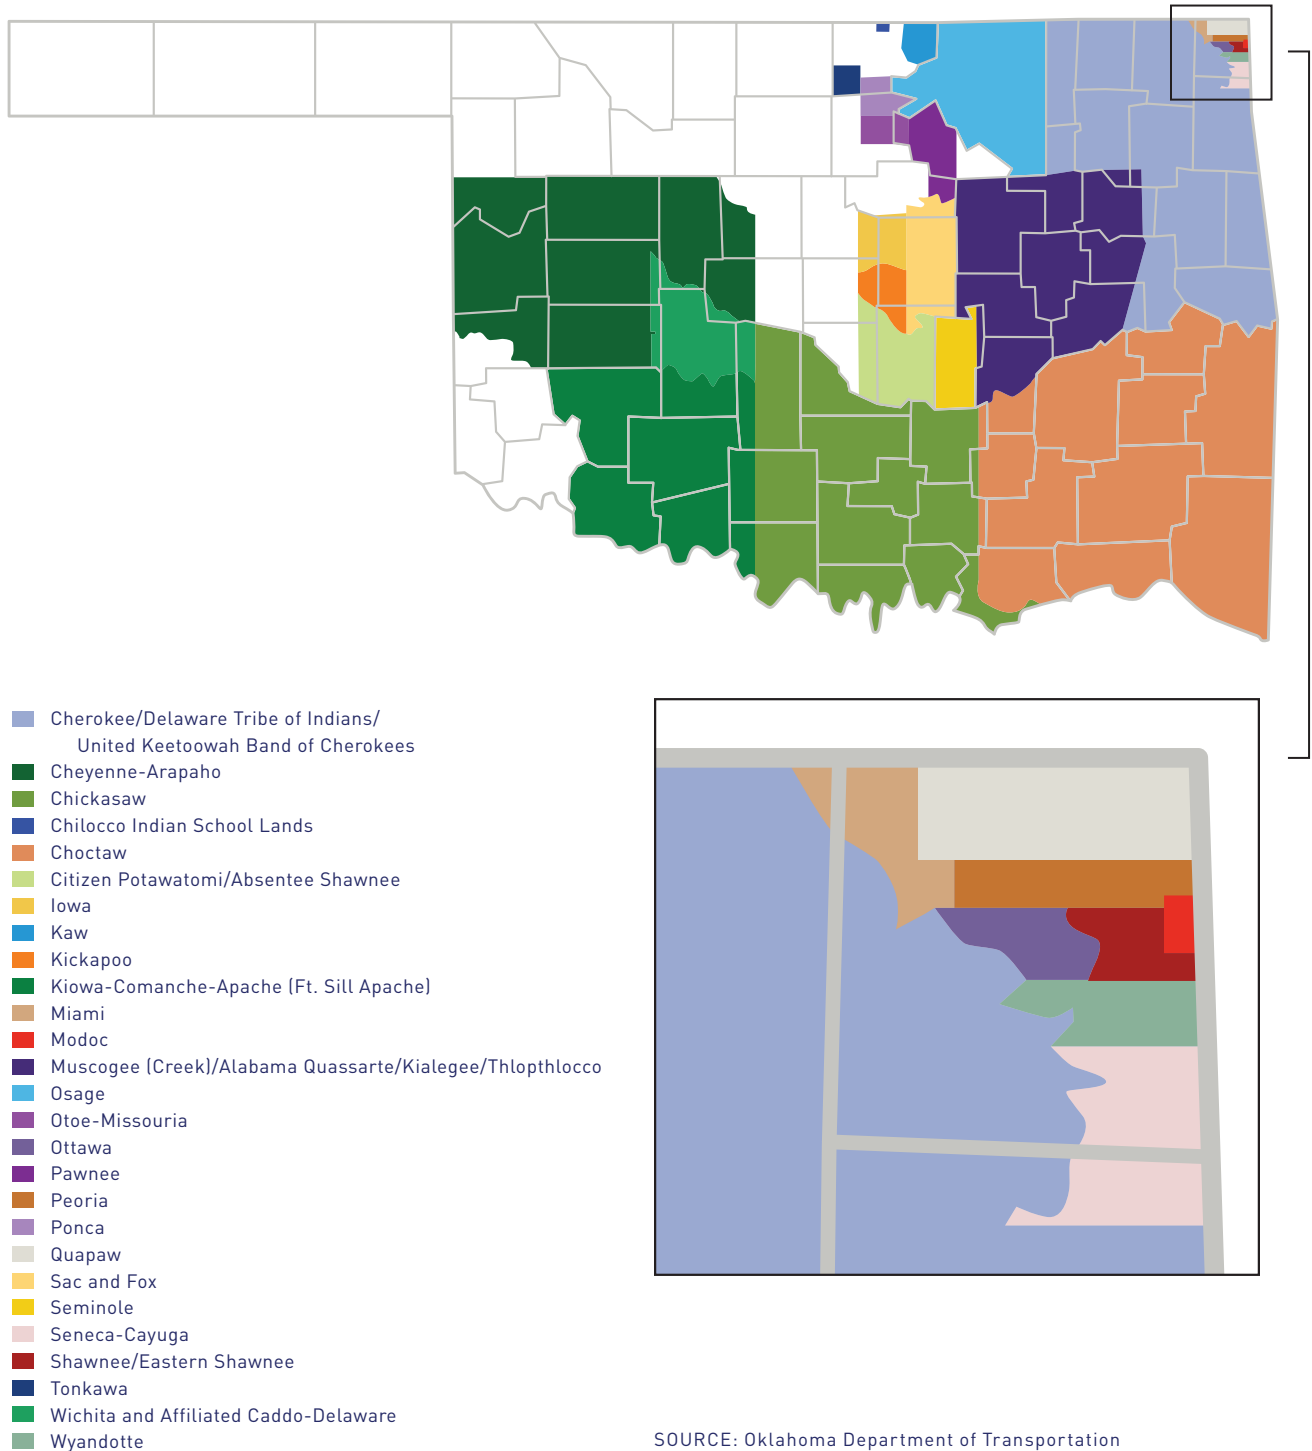 Cherokee/Delaware Tribe of Indians/
United Keetoowah Band of Cherokees
Cheyenne-Arapaho
Chickasaw
Chilocco Indian School Lands
Choctaw
Citizen Potawatomi/Absentee Shawnee
Iowa
Kaw
Kickapoo
Kiowa-Comanche-Apache (Ft. Sill Apache)
Miami
Modoc
Muscogee (Creek)/Alabama Quassarte/Kialegee/Thlopthlocco
Osage
Otoe-Missouria
Ottawa
Pawnee
Peoria
Ponca
Quapaw
Sac and Fox
Seminole
Seneca-Cayuga
Shawnee/Eastern Shawnee
Tonkawa
Wichita and Affiliated Caddo-Delaware
Wyandotte
SOURCE: Oklahoma Department of Transportation